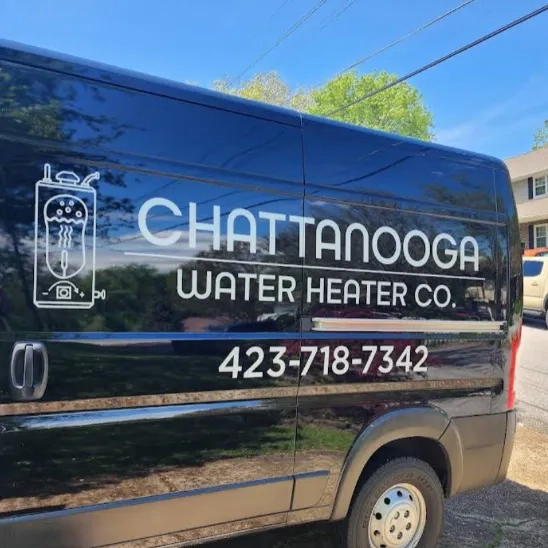 CHATTANOOGA
WATER HEATER CO.
423-718-7342